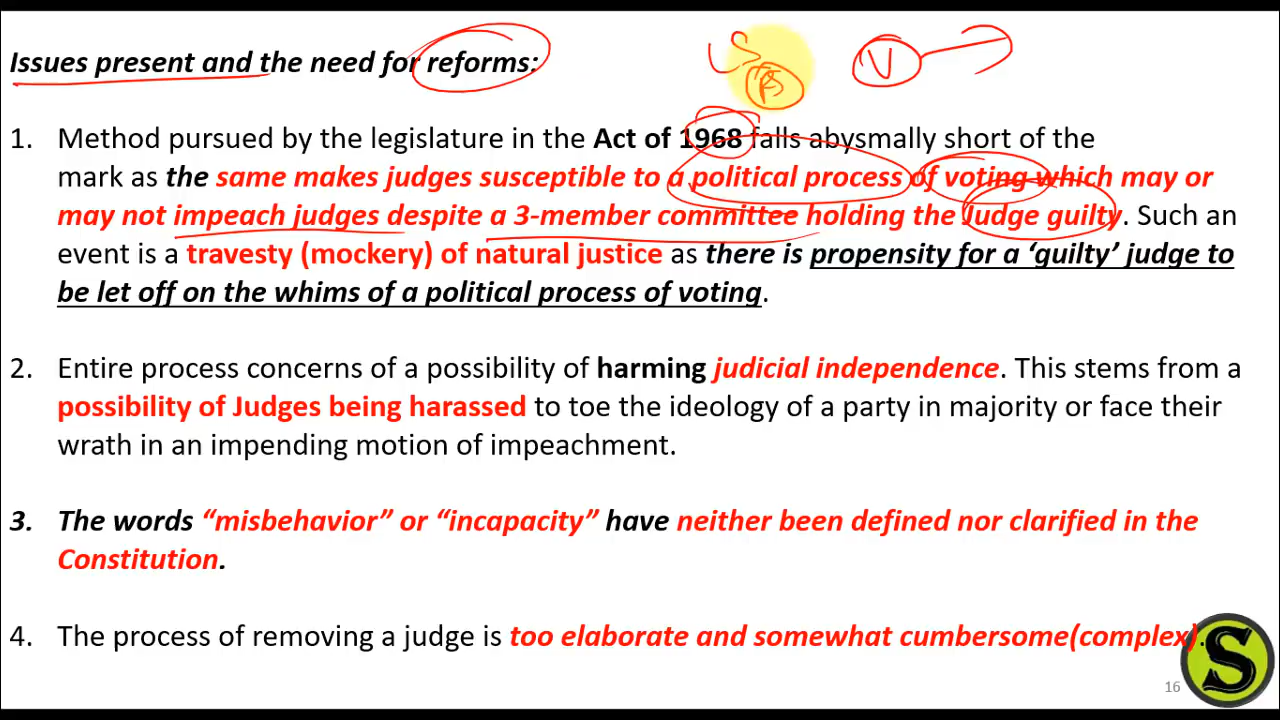 Issues present and the need for reforms:
1. Method pursued by the legislature in the Act of 1968 falls abysmally short of the
mark as the same makes judges susceptible to a political process of voting which may or
may not impeach judges despite a 3-member committee holding the Judge guilty. Such an
event is a travesty (mockery) of natural justice as there is propensity for a ‘guilty’ judge to
be let off on the whims of a political process of voting.
2. Entire process concerns of a possibility of harming judicial independence. This stems from a
possibility of Judges being harassed to toe the ideology of a party in majority or face their
wrath in an impending motion of impeachment.
3. The words “misbehavior” or “incapacity” have neither been defined nor clarified in the
Constitution.
4. The process of removing a judge is too elaborate and somewhat cumbersome(complex).
S
16